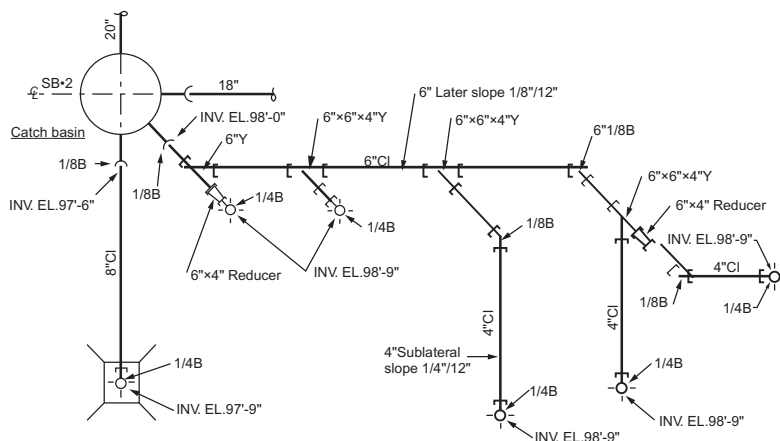 20"
℄ SB•2
18"
6" Later slope 1/8"/12"
INV. EL.98'-0"
6"×6"×4"Y
6"×6"×4"Y
Catch basin
6"Y
6"1/8B
6"CI
1/8B
1/8B
6"×6"×4"Y
INV. EL.97'-6"
1/4B
6"×4" Reducer
1/4B
1/8B
INV. EL.98'-9"
8"CI
6"×4" Reducer
INV. EL.98'-9"
4"CI
1/8B
1/4B
4"CI
4"CI
4"Sublateral
slope 1/4"/12"
1/4B
1/4B
1/4B
INV. EL.97'-9"
INV. EL.98'-9"
INV. EL.98'-9"